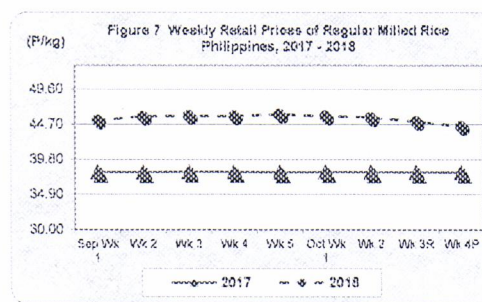 Figure 7 Weekly Retail Prices of Regular Milled Rice
Philippines, 2017 - 2018
(P/kg)
49.60
44.70
39.80
34.90
30.00
Sep Wk 1 Wk 2 Wk 3 Wk 4 Wk 5 Oct Wk 1 Wk 2 Wk 3R Wk 4P
2017 2018